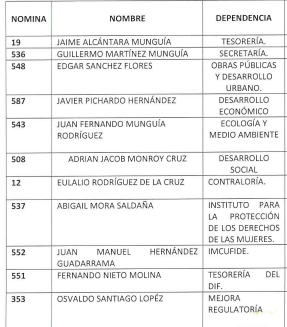 NOMINA NOMBRE DEPENDENCIA
19 JAIME ALCÁNTARA MUNGUÍA TESORERÍA.
536 GUILLERMO MARTÍNEZ MUNGUÍA SECRETARÍA.
548 EDGAR SANCHEZ FLORES OBRAS PÚBLICAS
Y DESARROLLO
URBANO.
587 JAVIER PICHARDO HERNÁNDEZ DESARROLLO
ECONÓMICO
543 JUAN FERNANDO MUNGUÍA ECOLOGÍA Y
RODRÍGUEZ MEDIO AMBIENTE
508 ADRIAN JACOB MONROY CRUZ DESARROLLO
SOCIAL
12 EULALIO RODRÍGUEZ DE LA CRUZ CONTRALORÍA.
537 ABIGAIL MORA SALDAÑA INSTITUTO PARA
LA PROTECCIÓN
DE LOS DERECHOS
DE LAS MUJERES.
552 JUAN MANUEL HERNÁNDEZ IMCUFIDE.
GUADARRAMA
551 FERNANDO NIETO MOLINA TESORERÍA DEL
DIF.
353 OSVALDO SANTIAGO LOPÉZ MEJORA
REGULATORÍA